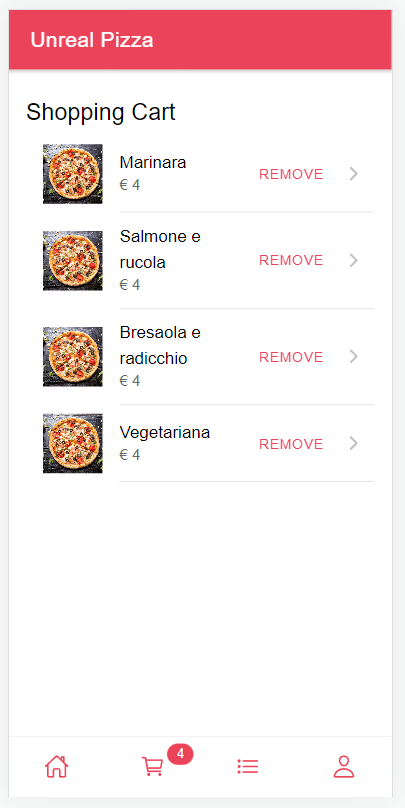 Unreal Pizza
Shopping Cart
Marinara
€ 4
REMOVE
Salmone e
rucola
€ 4
REMOVE
Bresaola e
radicchio
€ 4
REMOVE
Vegetariana
€ 4
REMOVE
4